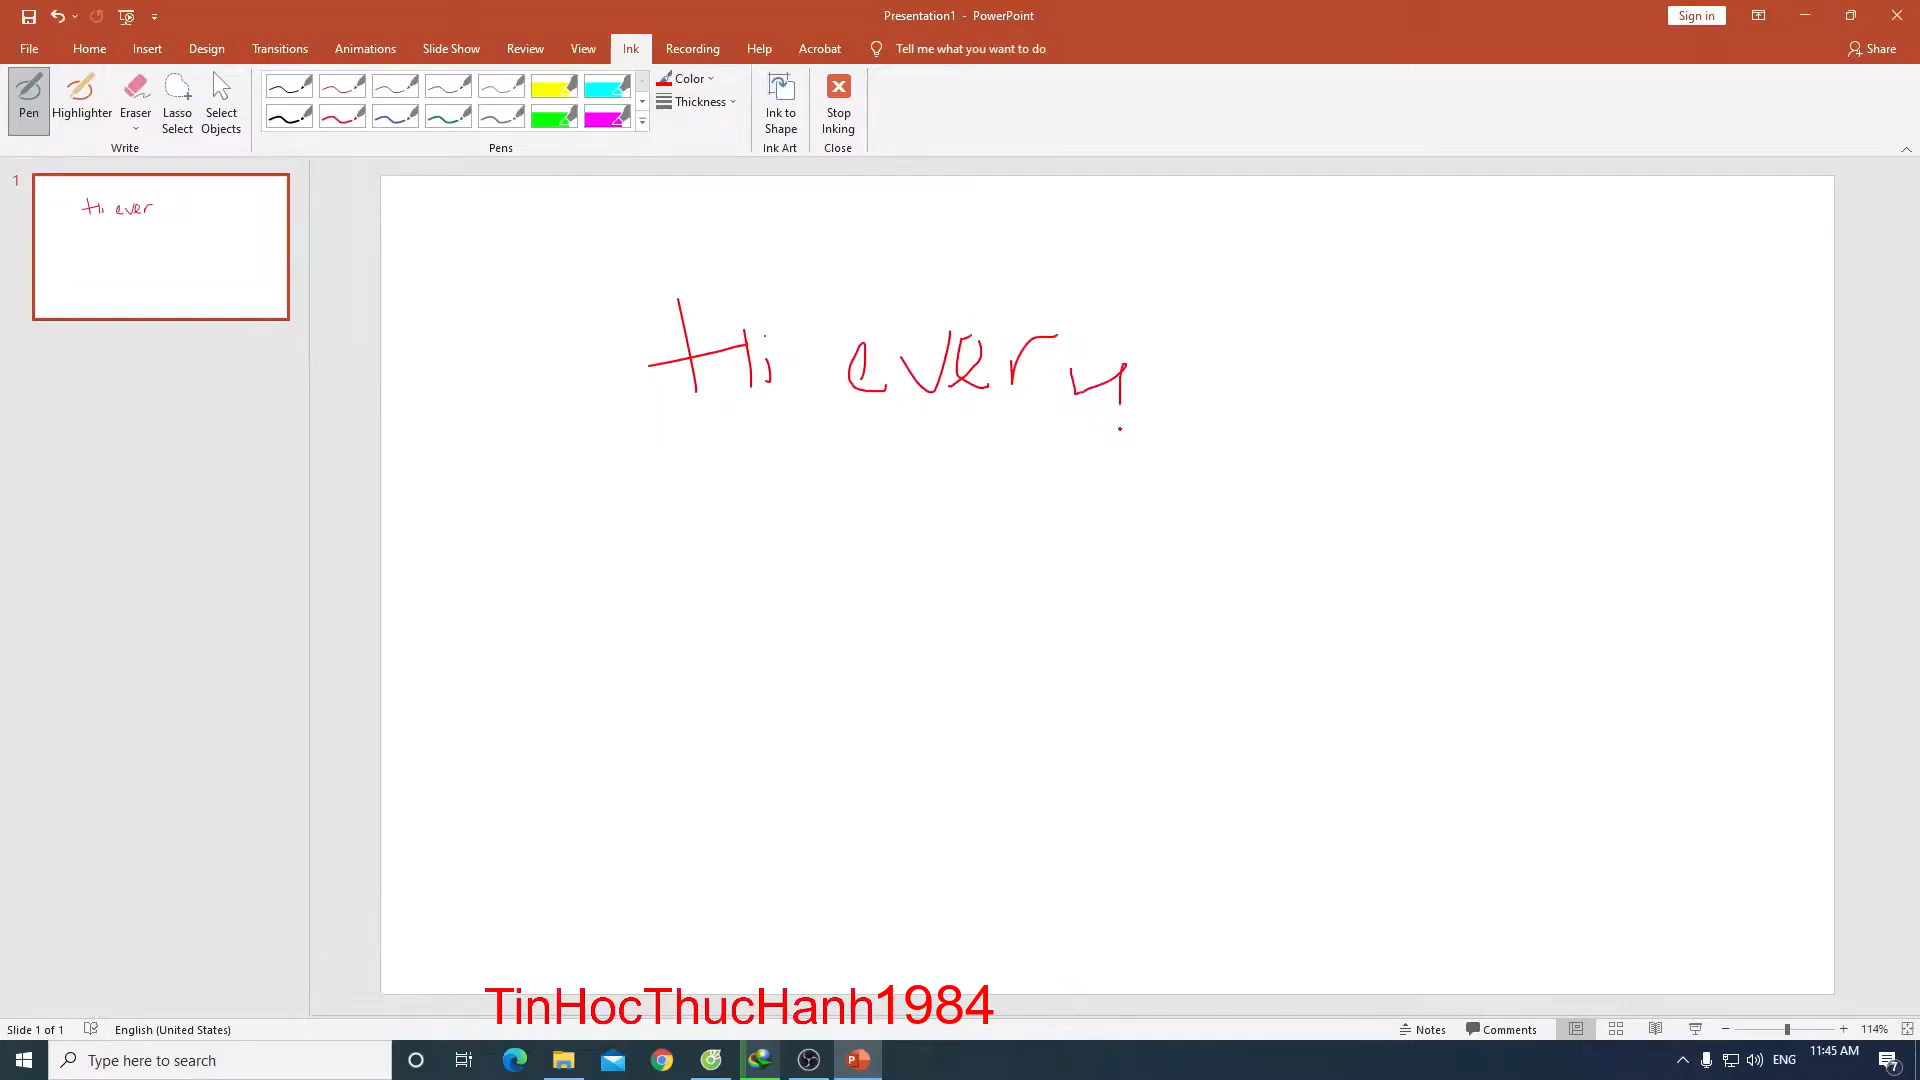 Presentation1 - PowerPoint
Sign in
File Home Insert Design Transitions Animations Slide Show Review View Ink Recording Help Acrobat Tell me what you want to do Share
Pen Highlighter Eraser Lasso Select Select Objects
Write
Pens
Color
Thickness
Ink to Shape
Ink Art
Stop Inking
Close
1
Hi ever
Hi every
TinHocThucHanh1984
Slide 1 of 1 English (United States) Notes Comments 114%
Type here to search
ENG 11:45 AM 7